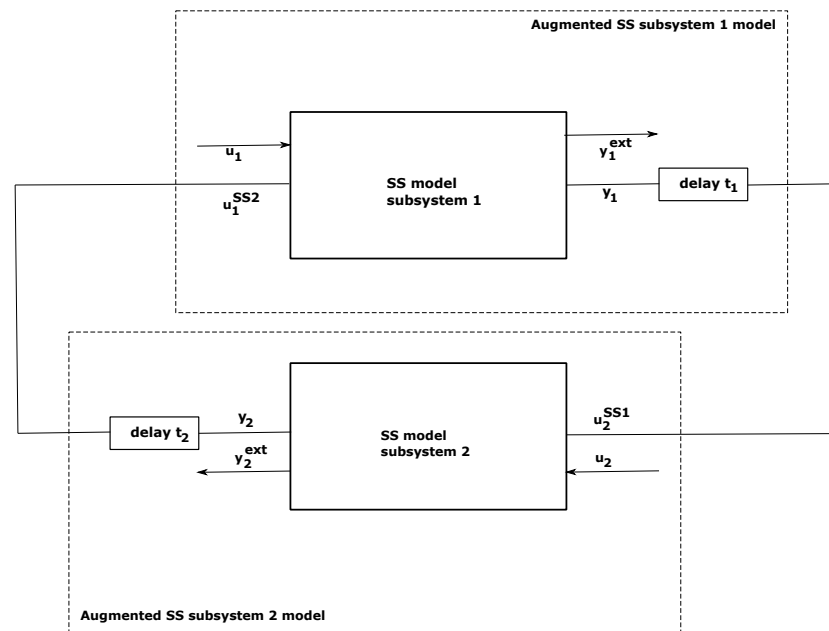 Augmented SS subsystem 1 model
u1
y1ext
SS model
subsystem 1
delay t1
u1SS2
y1
y2
u2SS1
delay t2
SS model
subsystem 2
y2ext
u2
Augmented SS subsystem 2 model